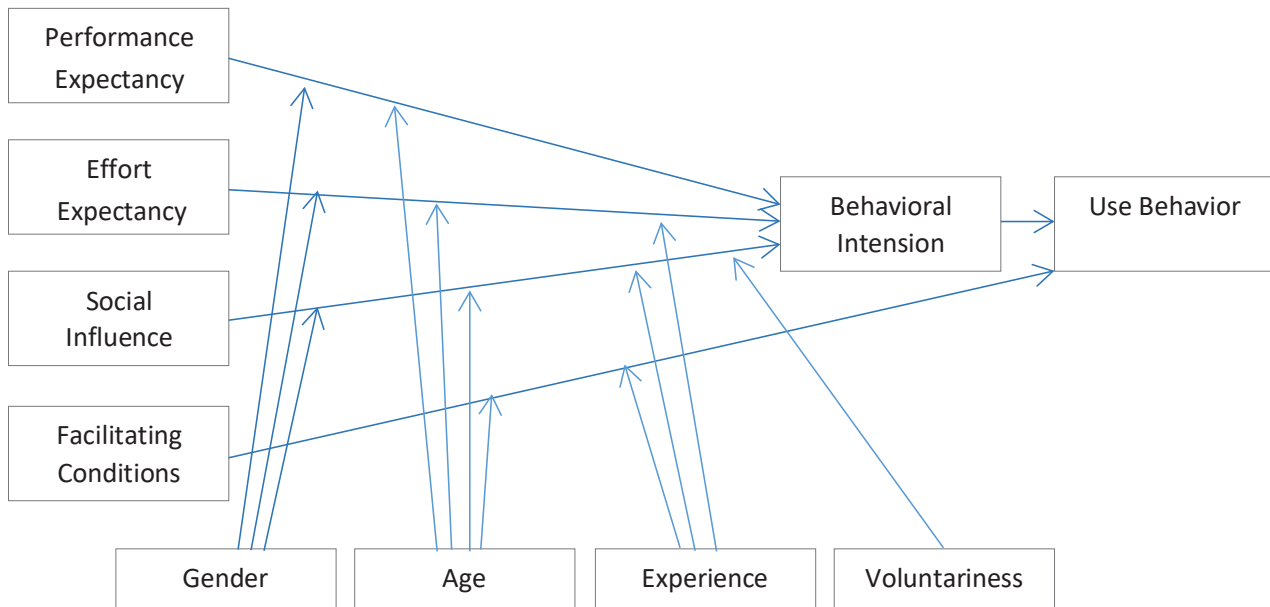 Performance
Expectancy
Effort
Expectancy
Social
Influence
Facilitating
Conditions
Behavioral
Intension
Use Behavior
Gender
Age
Experience
Voluntariness